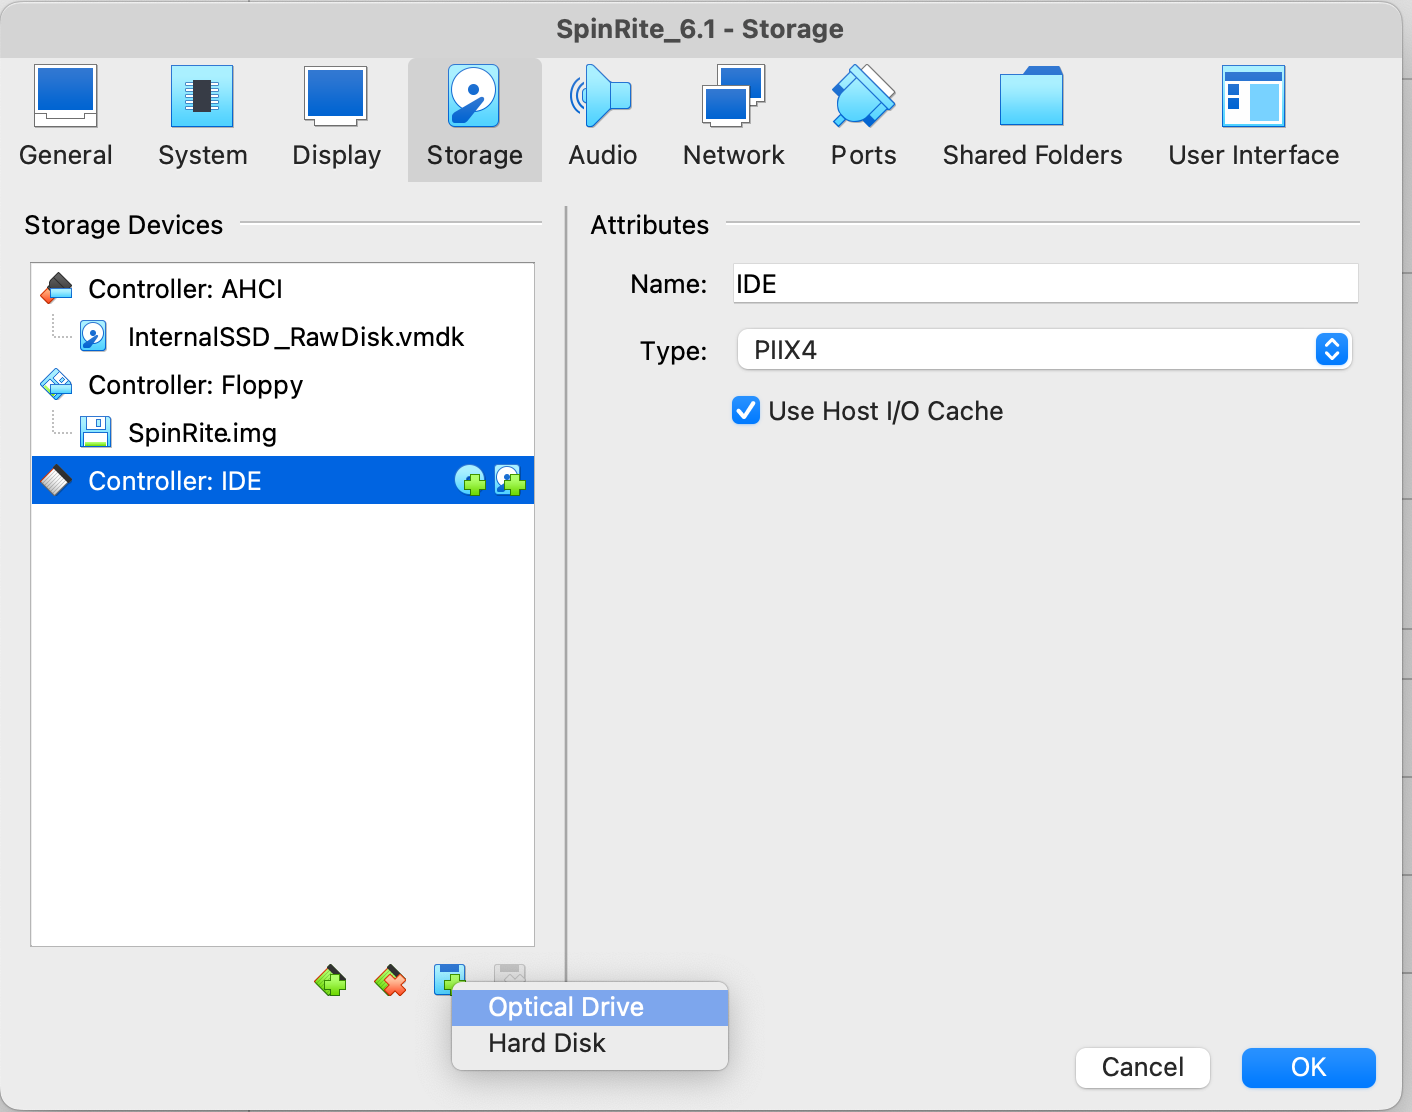 SpinRite_6.1 - Storage
General System Display Storage Audio Network Ports Shared Folders User Interface
Storage Devices
Controller: AHCI
InternalSSD_RawDisk.vmdk
Controller: Floppy
SpinRite.img
Controller: IDE
Attributes
Name: IDE
Type: PIIX4
Use Host I/O Cache
Optical Drive
Hard Disk
Cancel OK